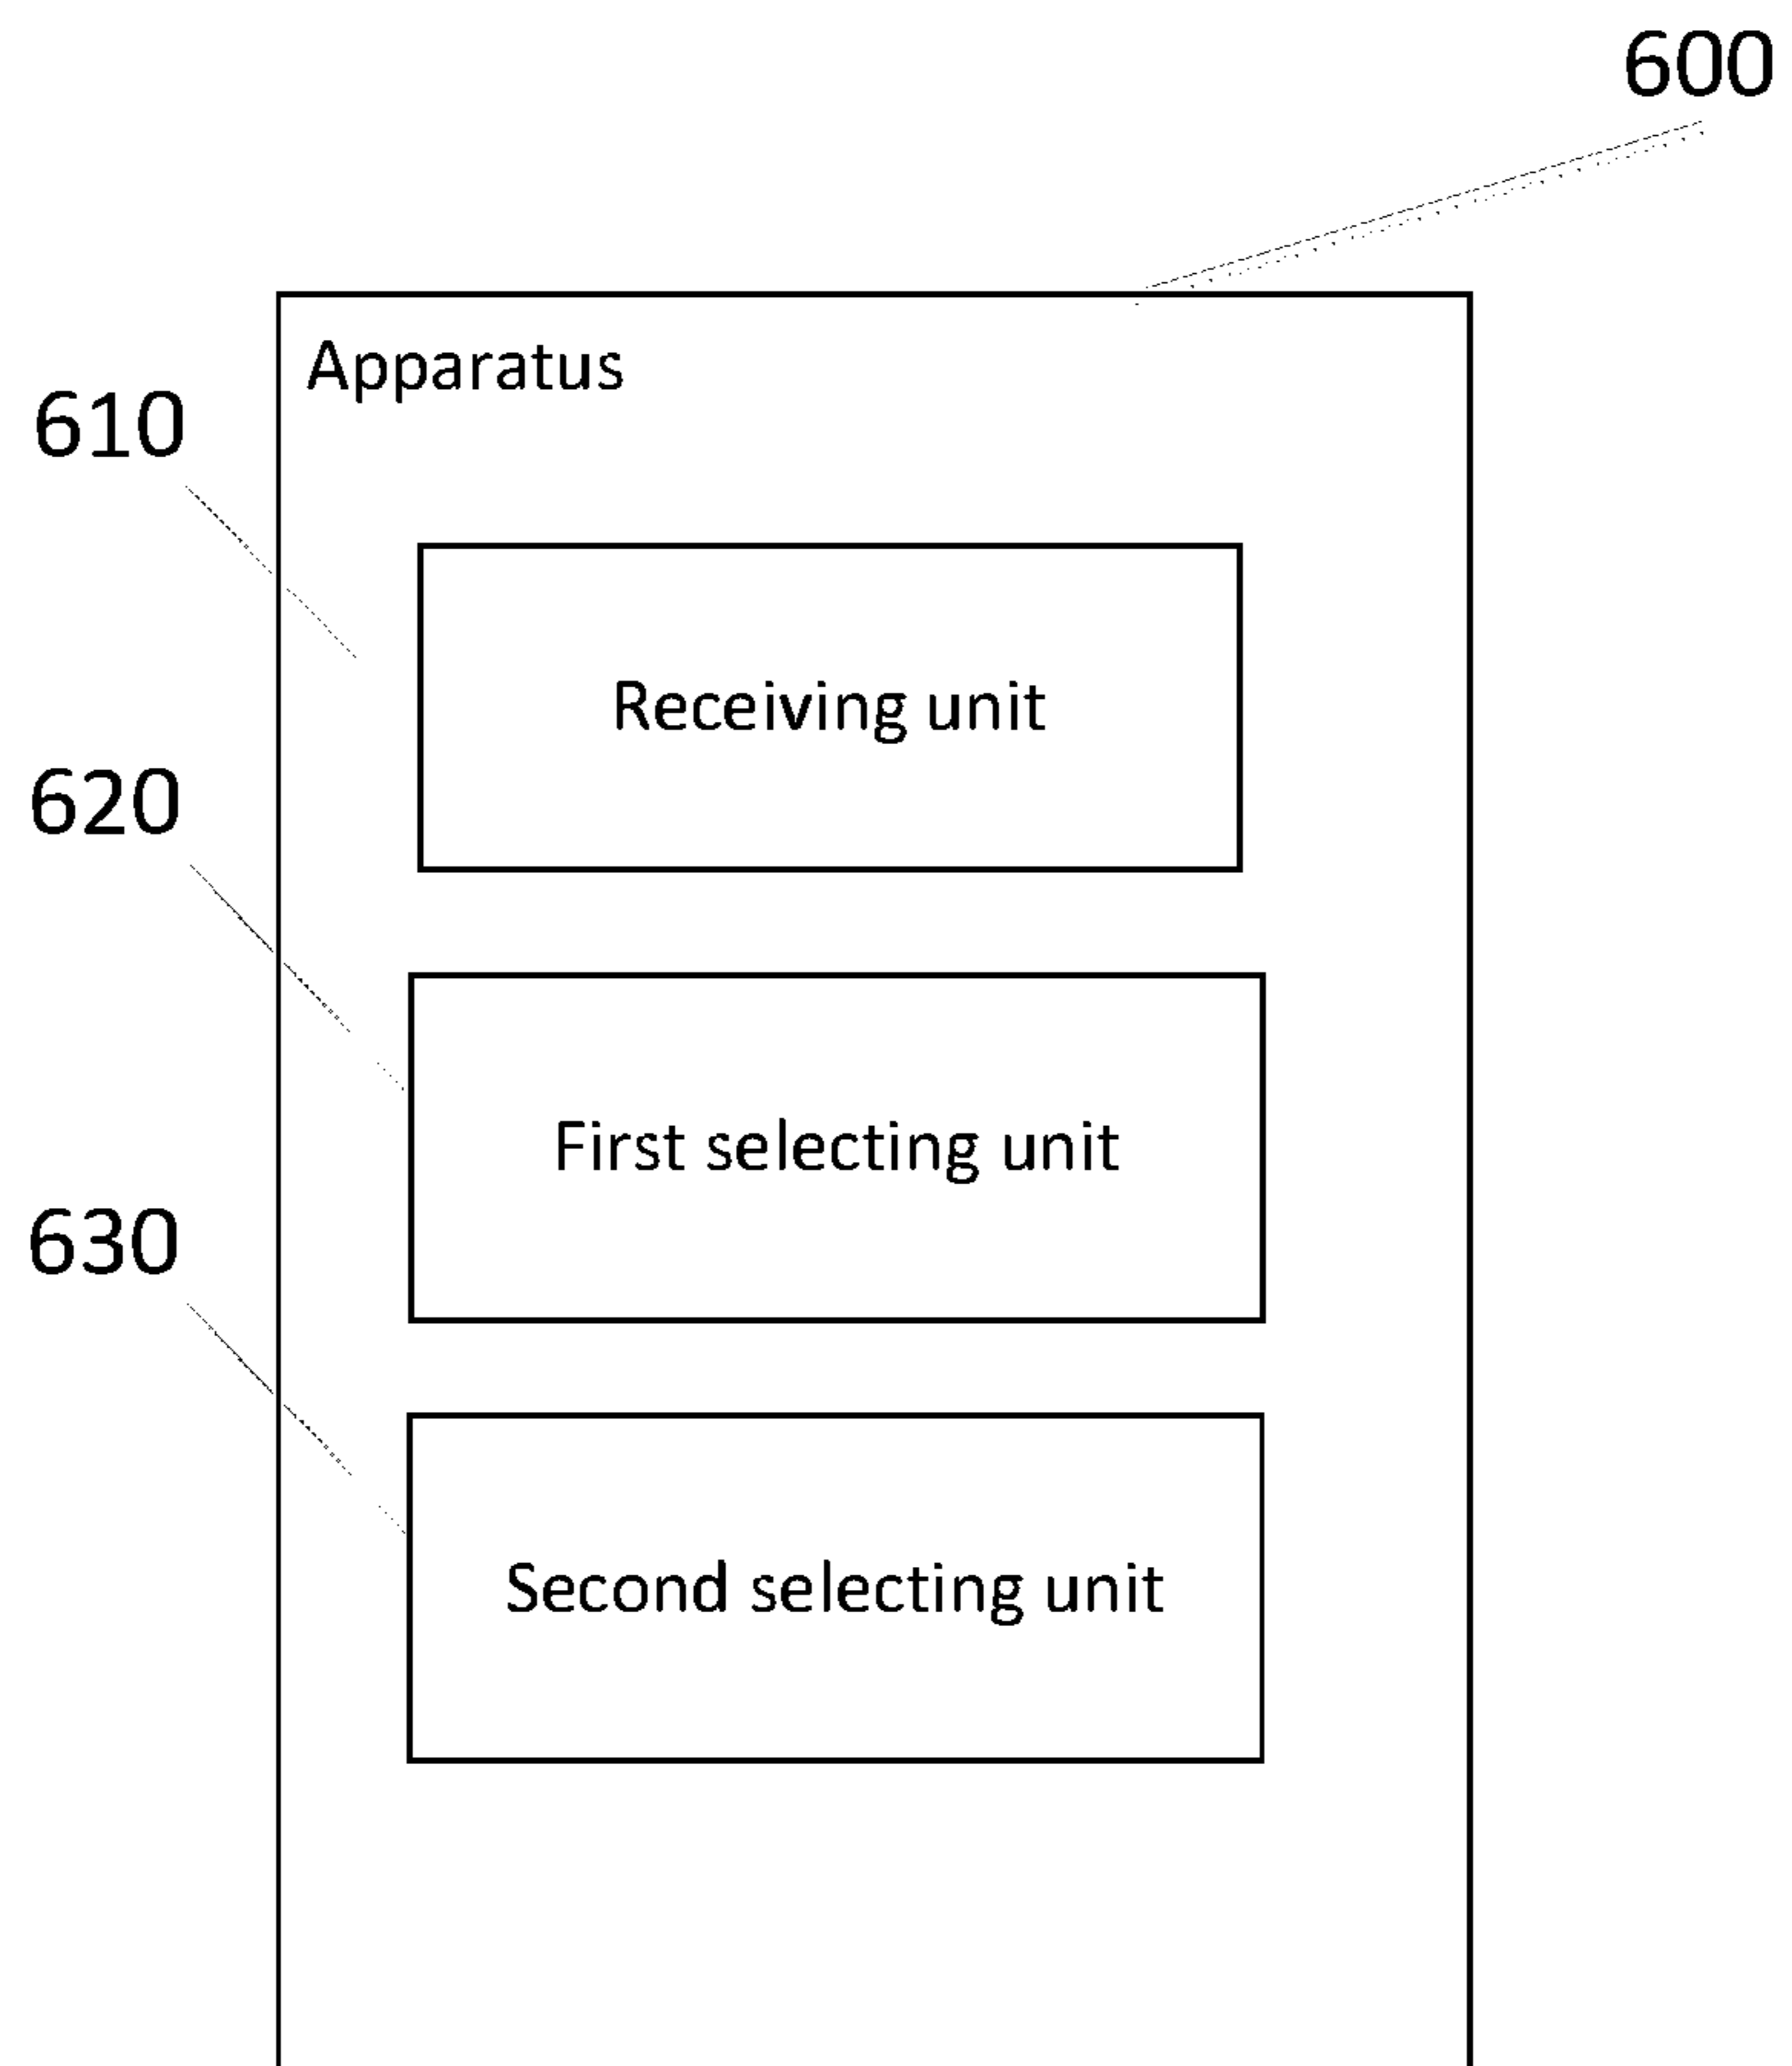 600
Apparatus
610
Receiving unit
620
First selecting unit
630
Second selecting unit